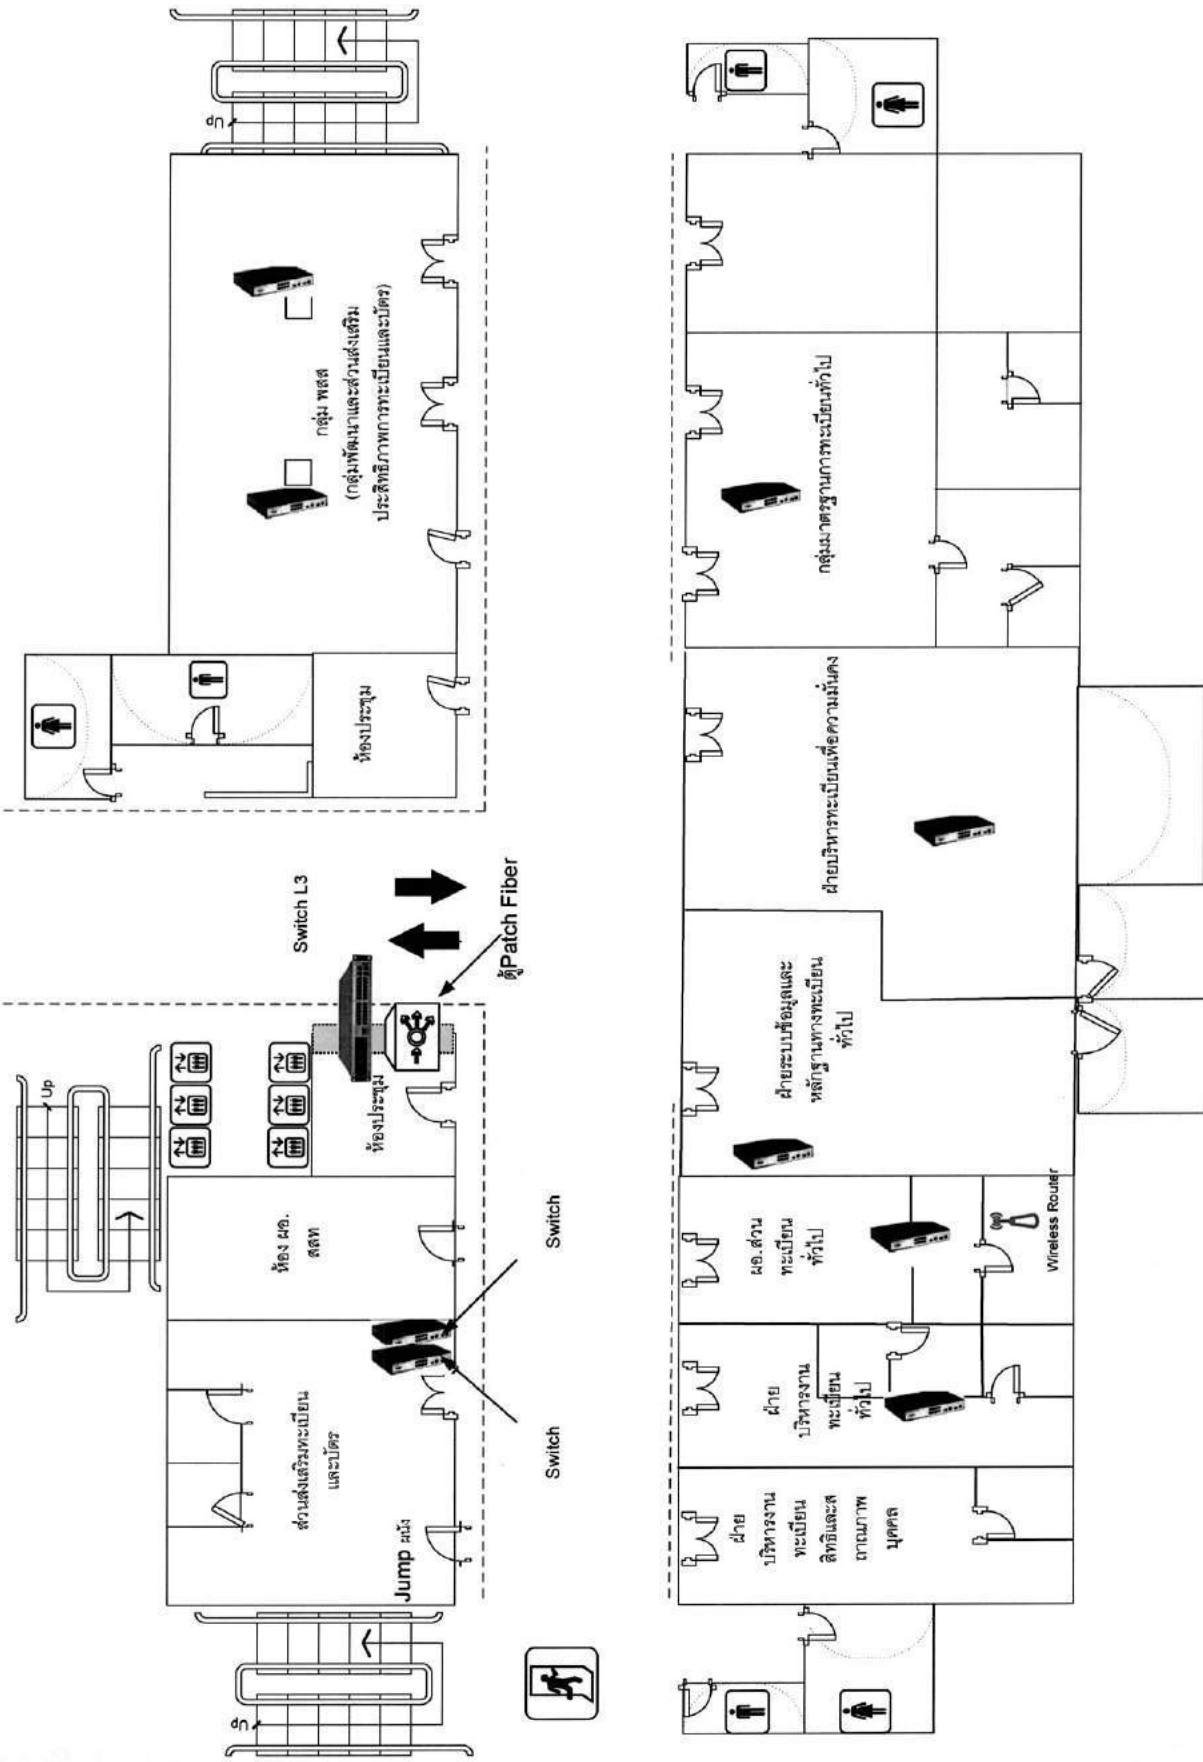 Up
Up
Up
กลุ่ม พสส
(กลุ่มพัฒนาและส่วนส่งเสริม
ประสิทธิภาพการทะเบียนและบัตร)
ห้องประชุม
Switch L3
ตู้Patch Fiber
ห้องประชุม
ห้อง ผอ.
สสท
Switch
Switch
ส่วนส่งเสริมทะเบียน
และบัตร
Jump ผนัง
กลุ่มมาตรฐานการทะเบียนทั่วไป
ฝ่ายบริหารทะเบียนเพื่อความมั่นคง
ฝ่ายระบบข้อมูลและ
หลักฐานทางทะเบียน
ทั่วไป
ผอ.ส่วน
ทะเบียน
ทั่วไป
Wireless Router
ฝ่าย
บริหารงาน
ทะเบียน
ทั่วไป
ฝ่าย
บริหารงาน
ทะเบียน
สิทธิและส
ถาณภาพ
บุคคล